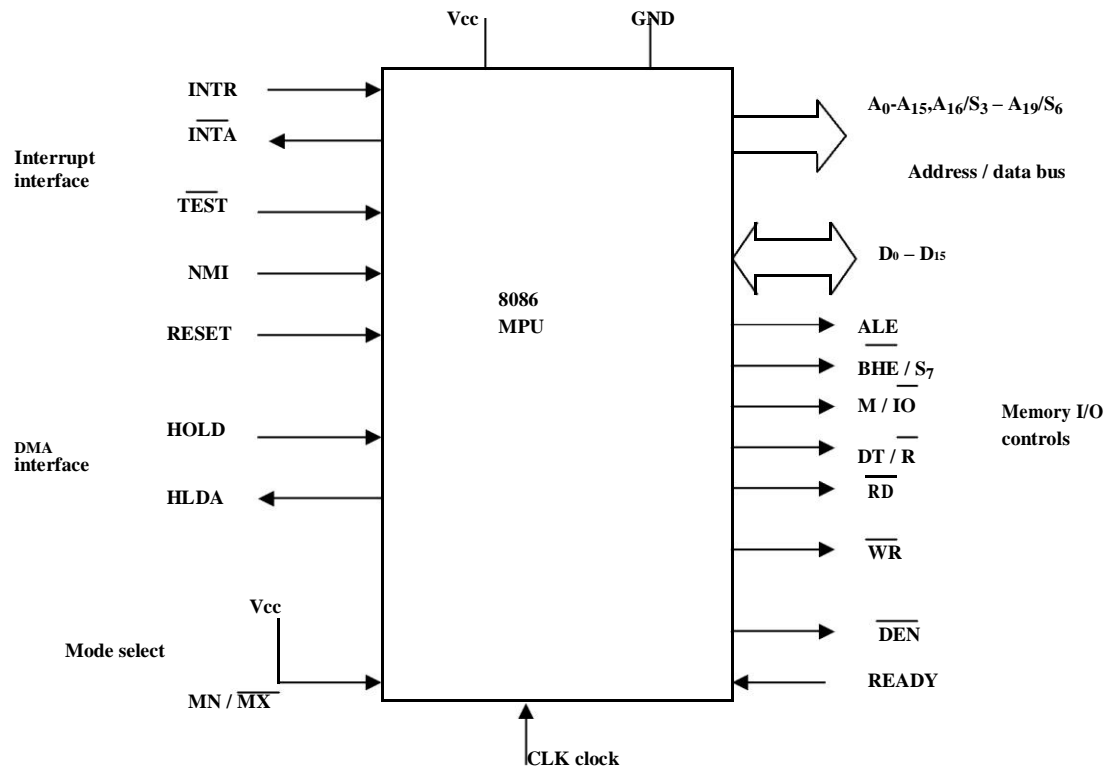 Vcc
GND
INTR
INTA
Interrupt
interface
TEST
NMI
RESET
HOLD
DMA
interface
HLDA
Vcc
Mode select
MN / MX
8086
MPU
CLK clock
A0-A15,A16/S3 – A19/S6
Address / data bus
D0 – D15
ALE
BHE / S7
M / IO
Memory I/O
controls
DT / R
RD
WR
DEN
READY